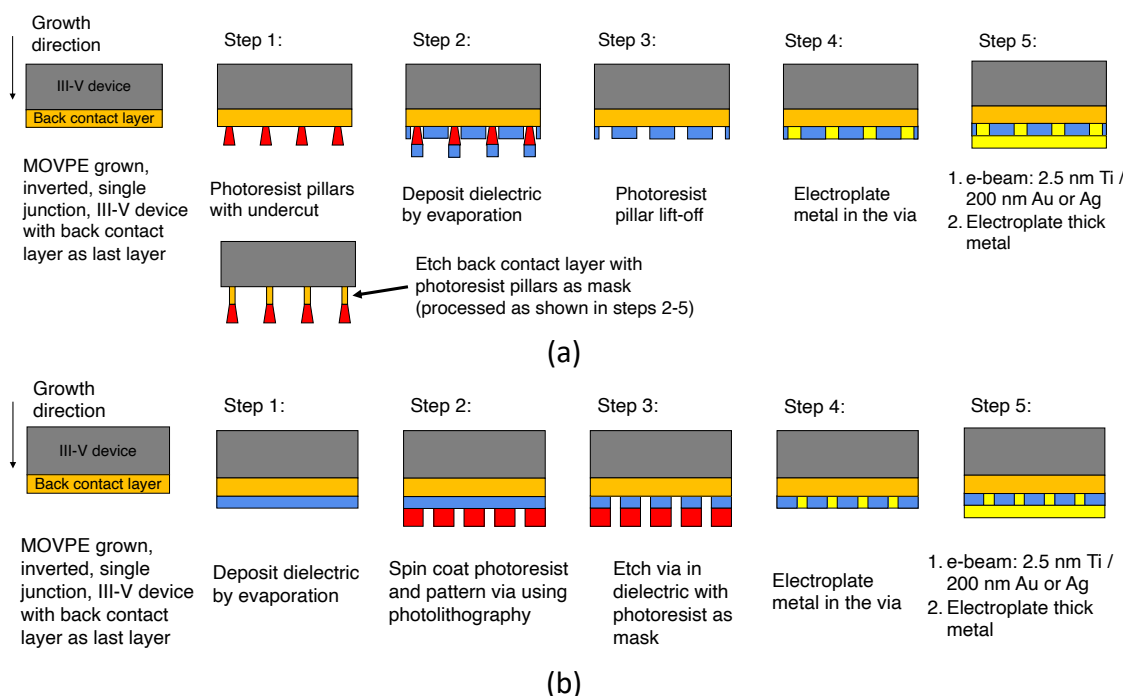 Growth
direction
III-V device
Back contact layer
MOVPE grown,
inverted, single
junction, III-V device
with back contact
layer as last layer
Step 1:
Photoresist pillars
with undercut
Step 2:
Deposit dielectric
by evaporation
Step 3:
Photoresist
pillar lift-off
Step 4:
Electroplate
metal in the via
Step 5:
1. e-beam: 2.5 nm Ti /
200 nm Au or Ag
2. Electroplate thick
metal
Etch back contact layer with
photoresist pillars as mask
(processed as shown in steps 2-5)
(a)
Growth
direction
III-V device
Back contact layer
MOVPE grown,
inverted, single
junction, III-V device
with back contact
layer as last layer
Step 1:
Deposit dielectric
by evaporation
Step 2:
Spin coat photoresist
and pattern via using
photolithography
Step 3:
Etch via in
dielectric with
photoresist as
mask
Step 4:
Electroplate
metal in the via
Step 5:
1. e-beam: 2.5 nm Ti /
200 nm Au or Ag
2. Electroplate thick
metal
(b)